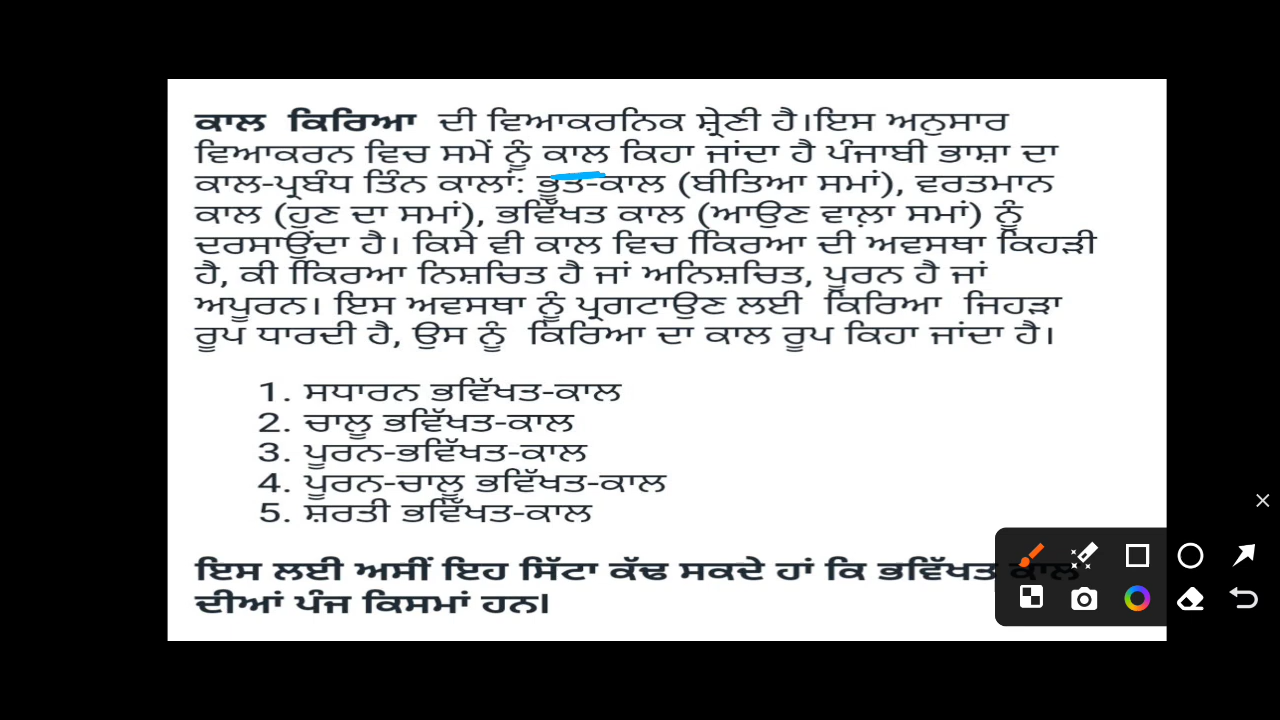 ਕਾਲ ਕਿਰਿਆ ਦੀ ਵਿਆਕਰਨਿਕ ਸ਼੍ਰੇਣੀ ਹੈ।ਇਸ ਅਨੁਸਾਰ
ਵਿਆਕਰਨ ਵਿਚ ਸਮੇਂ ਨੂੰ ਕਾਲ ਕਿਹਾ ਜਾਂਦਾ ਹੈ ਪੰਜਾਬੀ ਭਾਸ਼ਾ ਦਾ
ਕਾਲ-ਪ੍ਰਬੰਧ ਤਿੰਨ ਕਾਲਾਂ: ਭੂਤ-ਕਾਲ (ਬੀਤਿਆ ਸਮਾਂ), ਵਰਤਮਾਨ
ਕਾਲ (ਹੁਣ ਦਾ ਸਮਾਂ), ਭਵਿੱਖਤ ਕਾਲ (ਆਉਣ ਵਾਲ਼ਾ ਸਮਾਂ) ਨੂੰ
ਦਰਸਾਉਂਦਾ ਹੈ। ਕਿਸੇ ਵੀ ਕਾਲ ਵਿਚ ਕਿਿਰਆ ਦੀ ਅਵਸਥਾ ਕਿਹੜੀ
ਹੈ, ਕੀ ਕਿਿਰਆ ਨਿਸ਼ਚਿਤ ਹੈ ਜਾਂ ਅਨਿਸ਼ਚਿਤ, ਪੂਰਨ ਹੈ ਜਾਂ
ਅਪੂਰਨ। ਇਸ ਅਵਸਥਾ ਨੂੰ ਪ੍ਰਗਟਾਉਣ ਲਈ ਕਿਰਿਆ ਜਿਹੜਾ
ਰੂਪ ਧਾਰਦੀ ਹੈ, ਉਸ ਨੂੰ ਕਿਰਿਆ ਦਾ ਕਾਲ ਰੂਪ ਕਿਹਾ ਜਾਂਦਾ ਹੈ।
1. ਸਧਾਰਨ ਭਵਿੱਖਤ-ਕਾਲ
2. ਚਾਲੂ ਭਵਿੱਖਤ-ਕਾਲ
3. ਪੂਰਨ-ਭਵਿੱਖਤ-ਕਾਲ
4. ਪੂਰਨ-ਚਾਲੂ ਭਵਿੱਖਤ-ਕਾਲ
5. ਸ਼ਰਤੀ ਭਵਿੱਖਤ-ਕਾਲ
ਇਸ ਲਈ ਅਸੀਂ ਇਹ ਸਿੱਟਾ ਕੱਢ ਸਕਦੇ ਹਾਂ ਕਿ ਭਵਿੱਖਤ ਕਾਲ
ਦੀਆਂ ਪੰਜ ਕਿਸਮਾਂ ਹਨ।